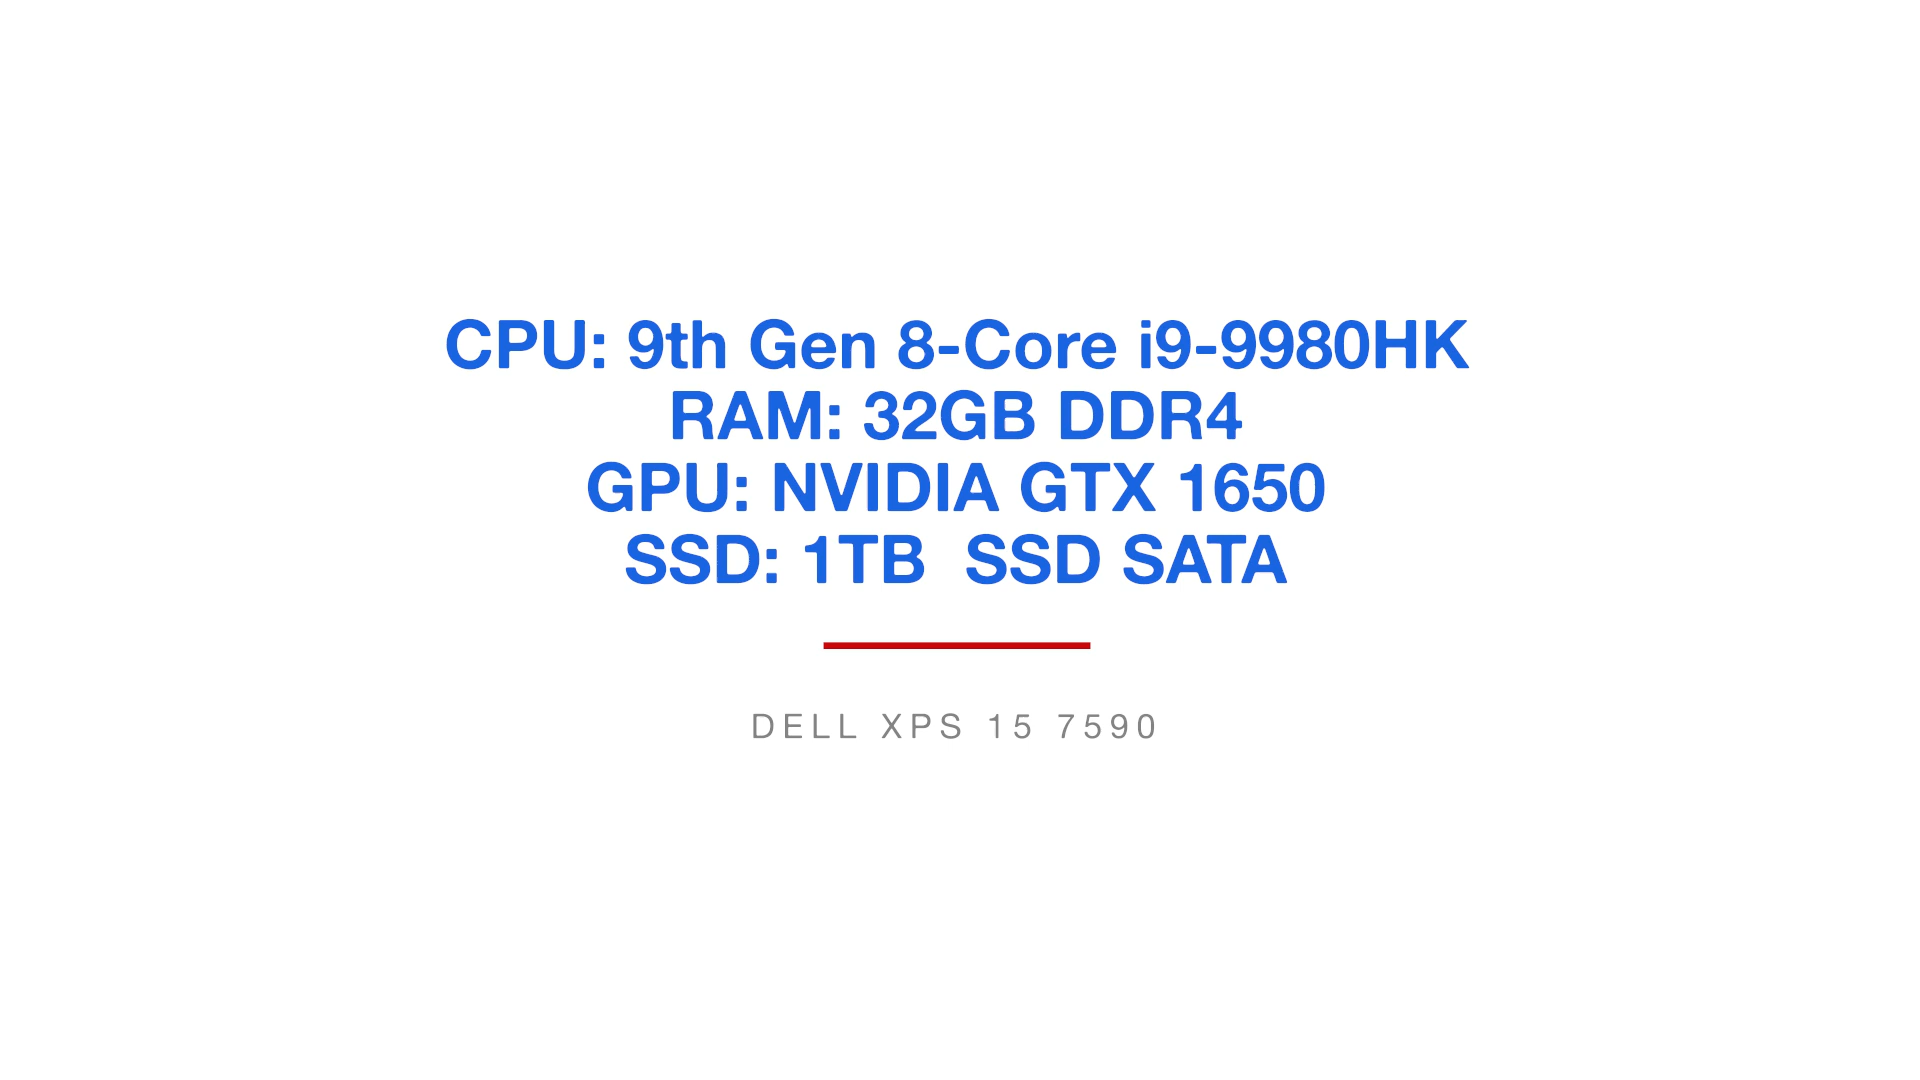 CPU: 9th Gen 8-Core i9-9980HK
RAM: 32GB DDR4
GPU: NVIDIA GTX 1650
SSD: 1TB  SSD SATA
DELL XPS 15 7590